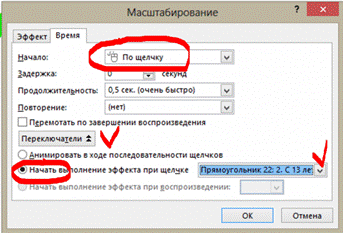 Масштабирование
Эффект Время
Начало: По щелчку
Задержка: 0 секунд
Продолжительность: 0,5 сек. (очень быстро)
Повторение: (нет)
Перемотать по завершении воспроизведения
Переключатели
Анимировать в ходе последовательности щелчков
Начать выполнение эффекта при щелчке Прямоугольник 22: 2. С 13 ле
Начать выполнение эффекта при воспроизведении:
ОК Отмена